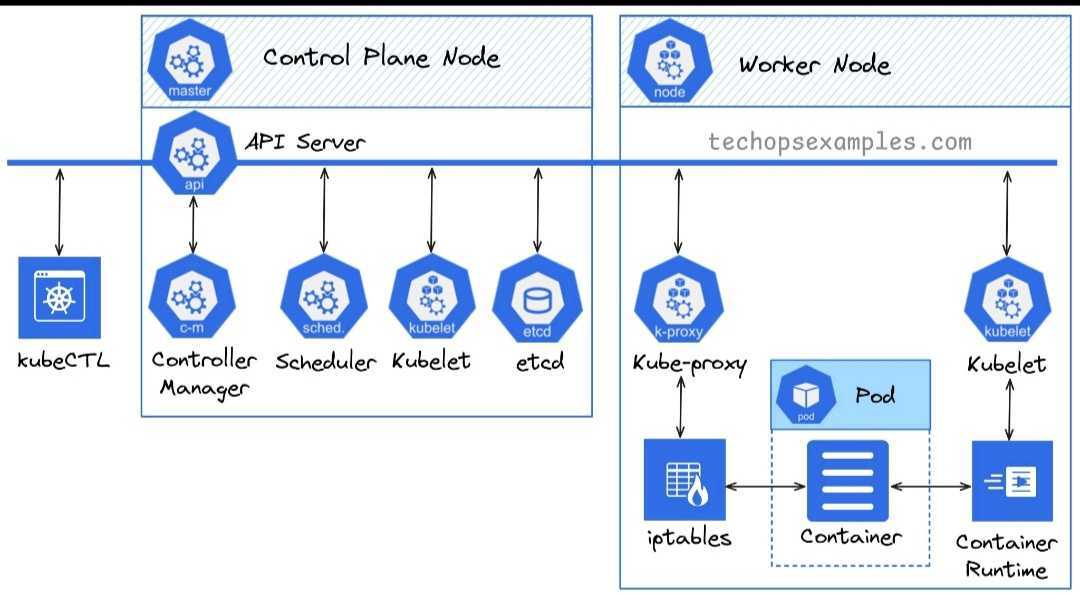 master
Control Plane Node
node
Worker Node
API Server
api
techopsexamples.com
kubeCTL
c-m
Controller
Manager
sched.
Scheduler
kubelet
Kubelet
etcd
etcd
k-proxy
Kube-proxy
kubelet
Kubelet
pod
Pod
iptables
Container
Container
Runtime